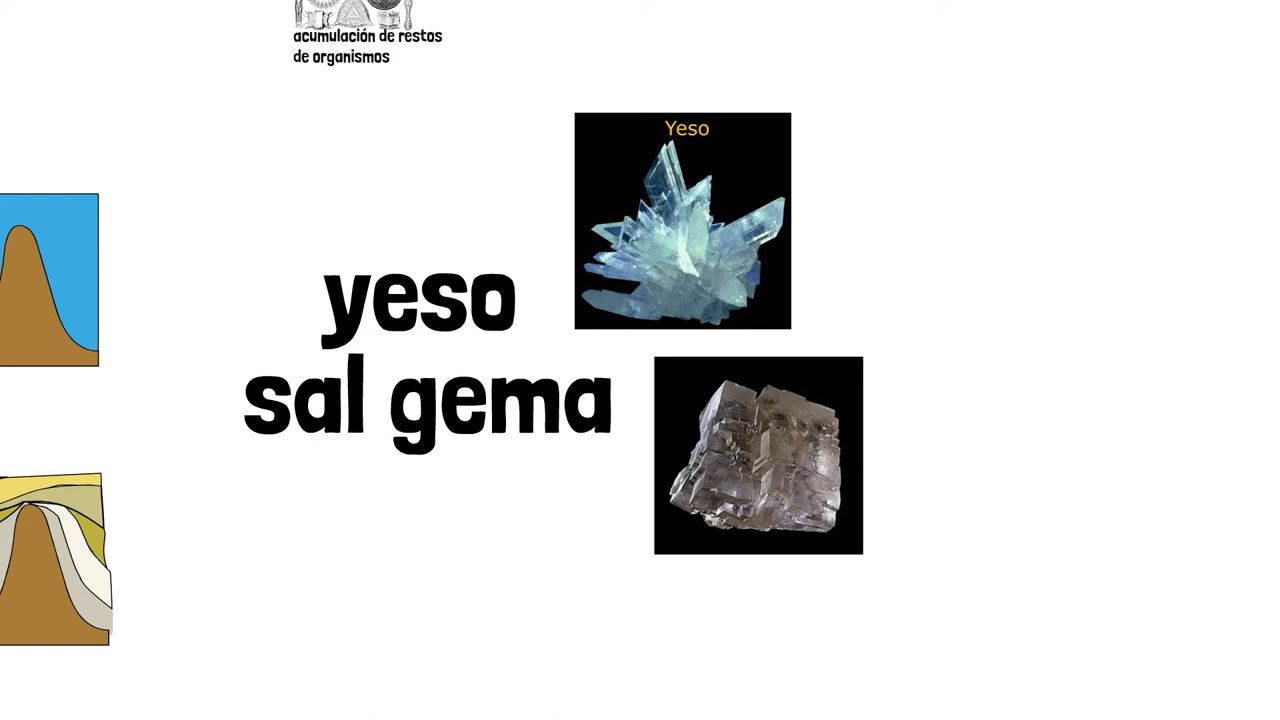 acumulación de restos
de organismos
Yeso
yeso
sal gema